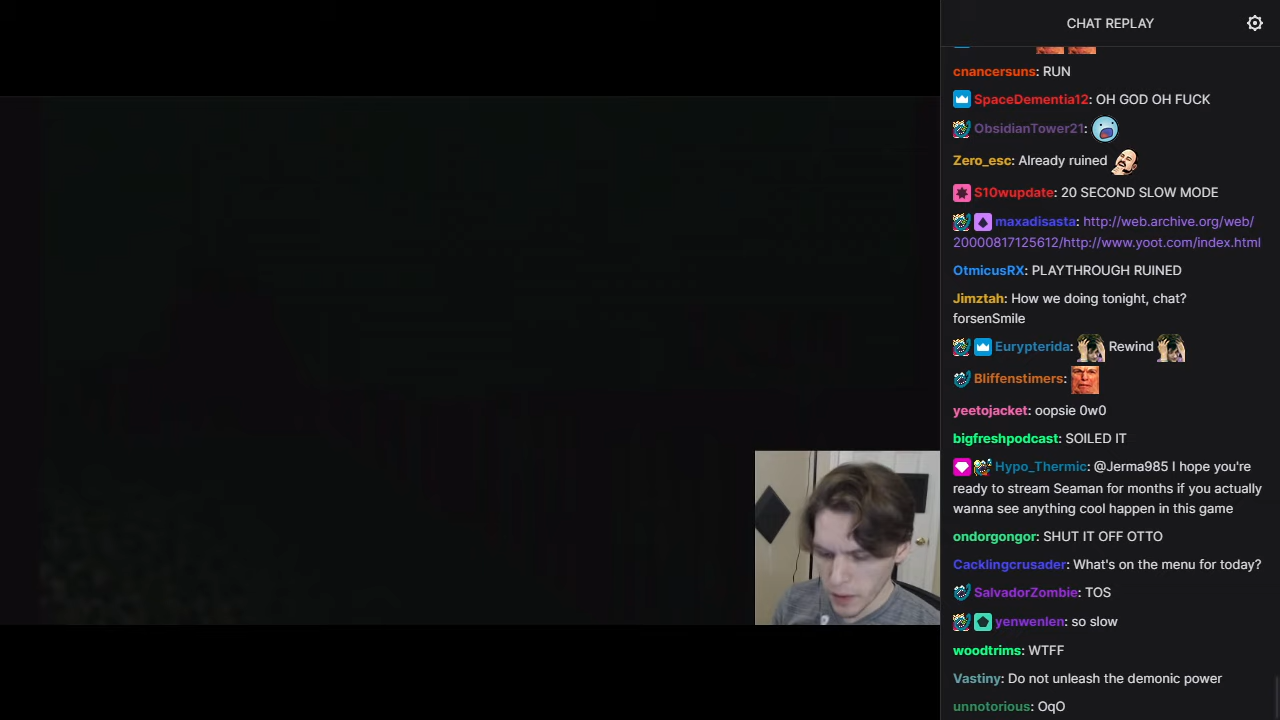 CHAT REPLAY
cnancersuns: RUN
SpaceDementia12: OH GOD OH FUCK
ObsidianTower21:
Zero_esc: Already ruined
S10wupdate: 20 SECOND SLOW MODE
maxadisasta: http://web.archive.org/web/
20000817125612/http://www.yoot.com/index.html
OtmicusRX: PLAYTHROUGH RUINED
Jimztah: How we doing tonight, chat?
forsenSmile
Eurypterida: Rewind
Bliffenstimers:
yeetojacket: oopsie 0w0
bigfreshpodcast: SOILED IT
Hypo_Thermic: @Jerma985 I hope you're
ready to stream Seaman for months if you actually
wanna see anything cool happen in this game
ondorgongor: SHUT IT OFF OTTO
Cacklingcrusader: What's on the menu for today?
SalvadorZombie: TOS
yenwenlen: so slow
woodtrims: WTFF
Vastiny: Do not unleash the demonic power
unnotorious: OqO